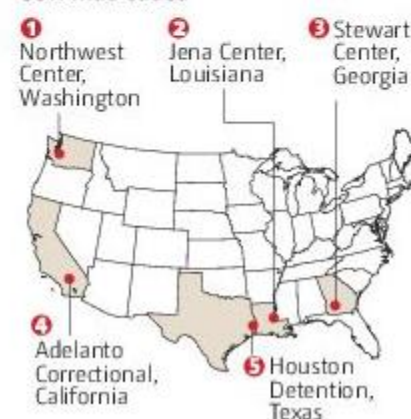 1
Northwest
Center,
Washington
2
Jena Center,
Louisiana
3 Stewart
Center,
Georgia
4
Adelanto
Correctional,
California
5 Houston
Detention,
Texas